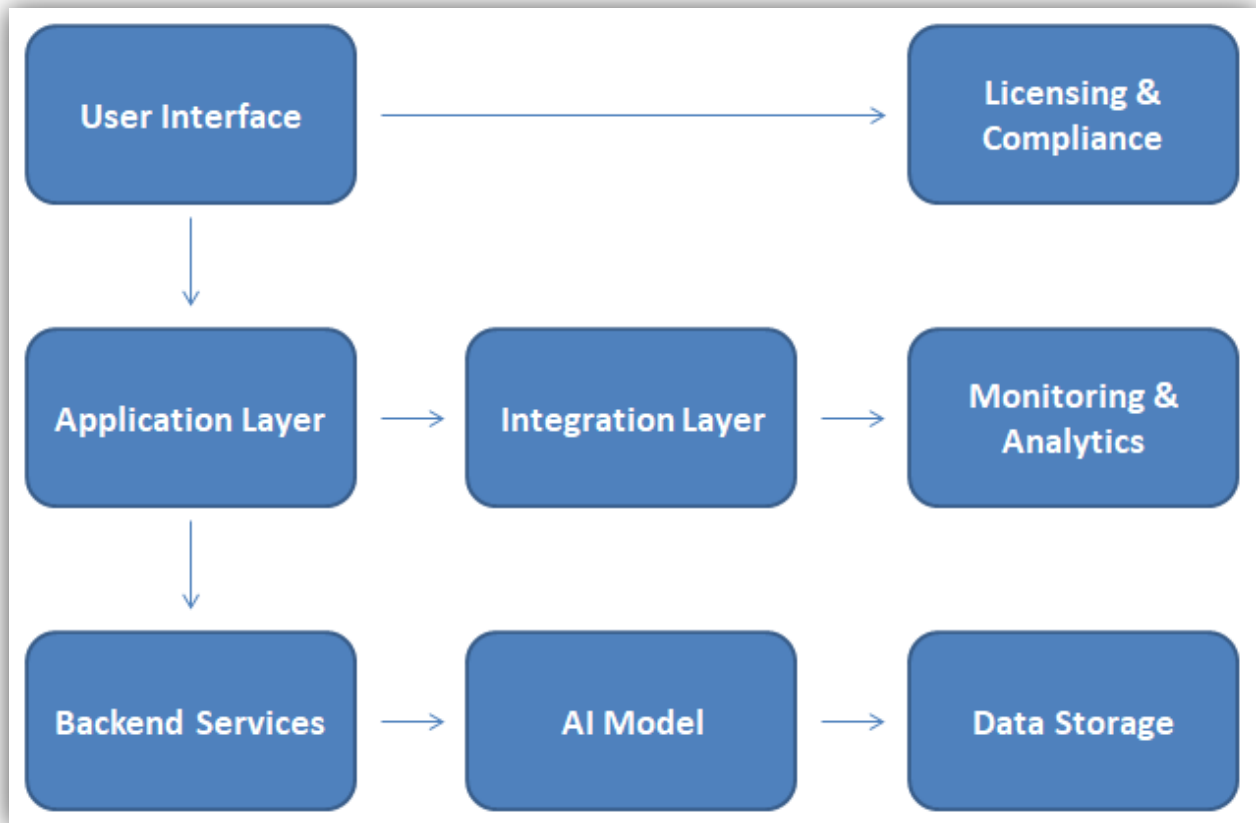 User Interface
Licensing &
Compliance
Application Layer
Integration Layer
Monitoring &
Analytics
Backend Services
AI Model
Data Storage